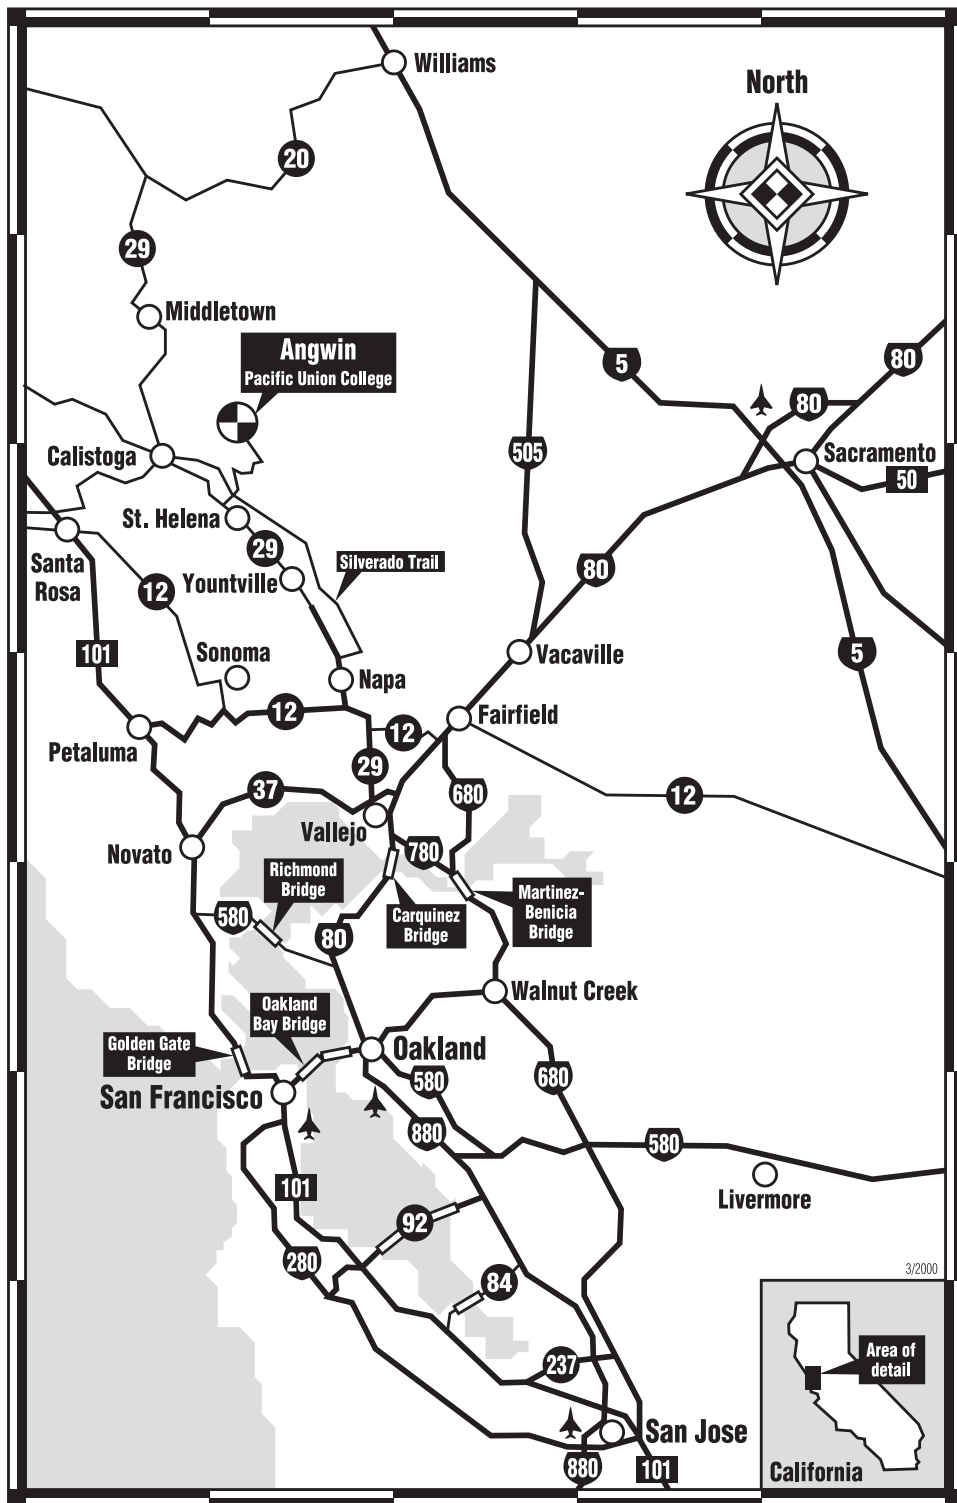 Williams
North
20
29
Middletown
Angwin
Pacific Union College
5
80
80
Calistoga
505
Sacramento
50
St. Helena
29
Silverado Trail
Santa
Rosa
12
Yountville
80
101
Sonoma
Napa
Vacaville
5
12
12
Fairfield
Petaluma
29
37
680
12
Vallejo
Novato
780
Richmond
Bridge
Martinez-
Benicia
Bridge
580
80
Carquinez
Bridge
Walnut Creek
Oakland
Bay Bridge
Golden Gate
Bridge
Oakland
San Francisco
580
680
880
580
101
Livermore
92
280
84
3/2000
237
Area of
detail
San Jose
880
101
California